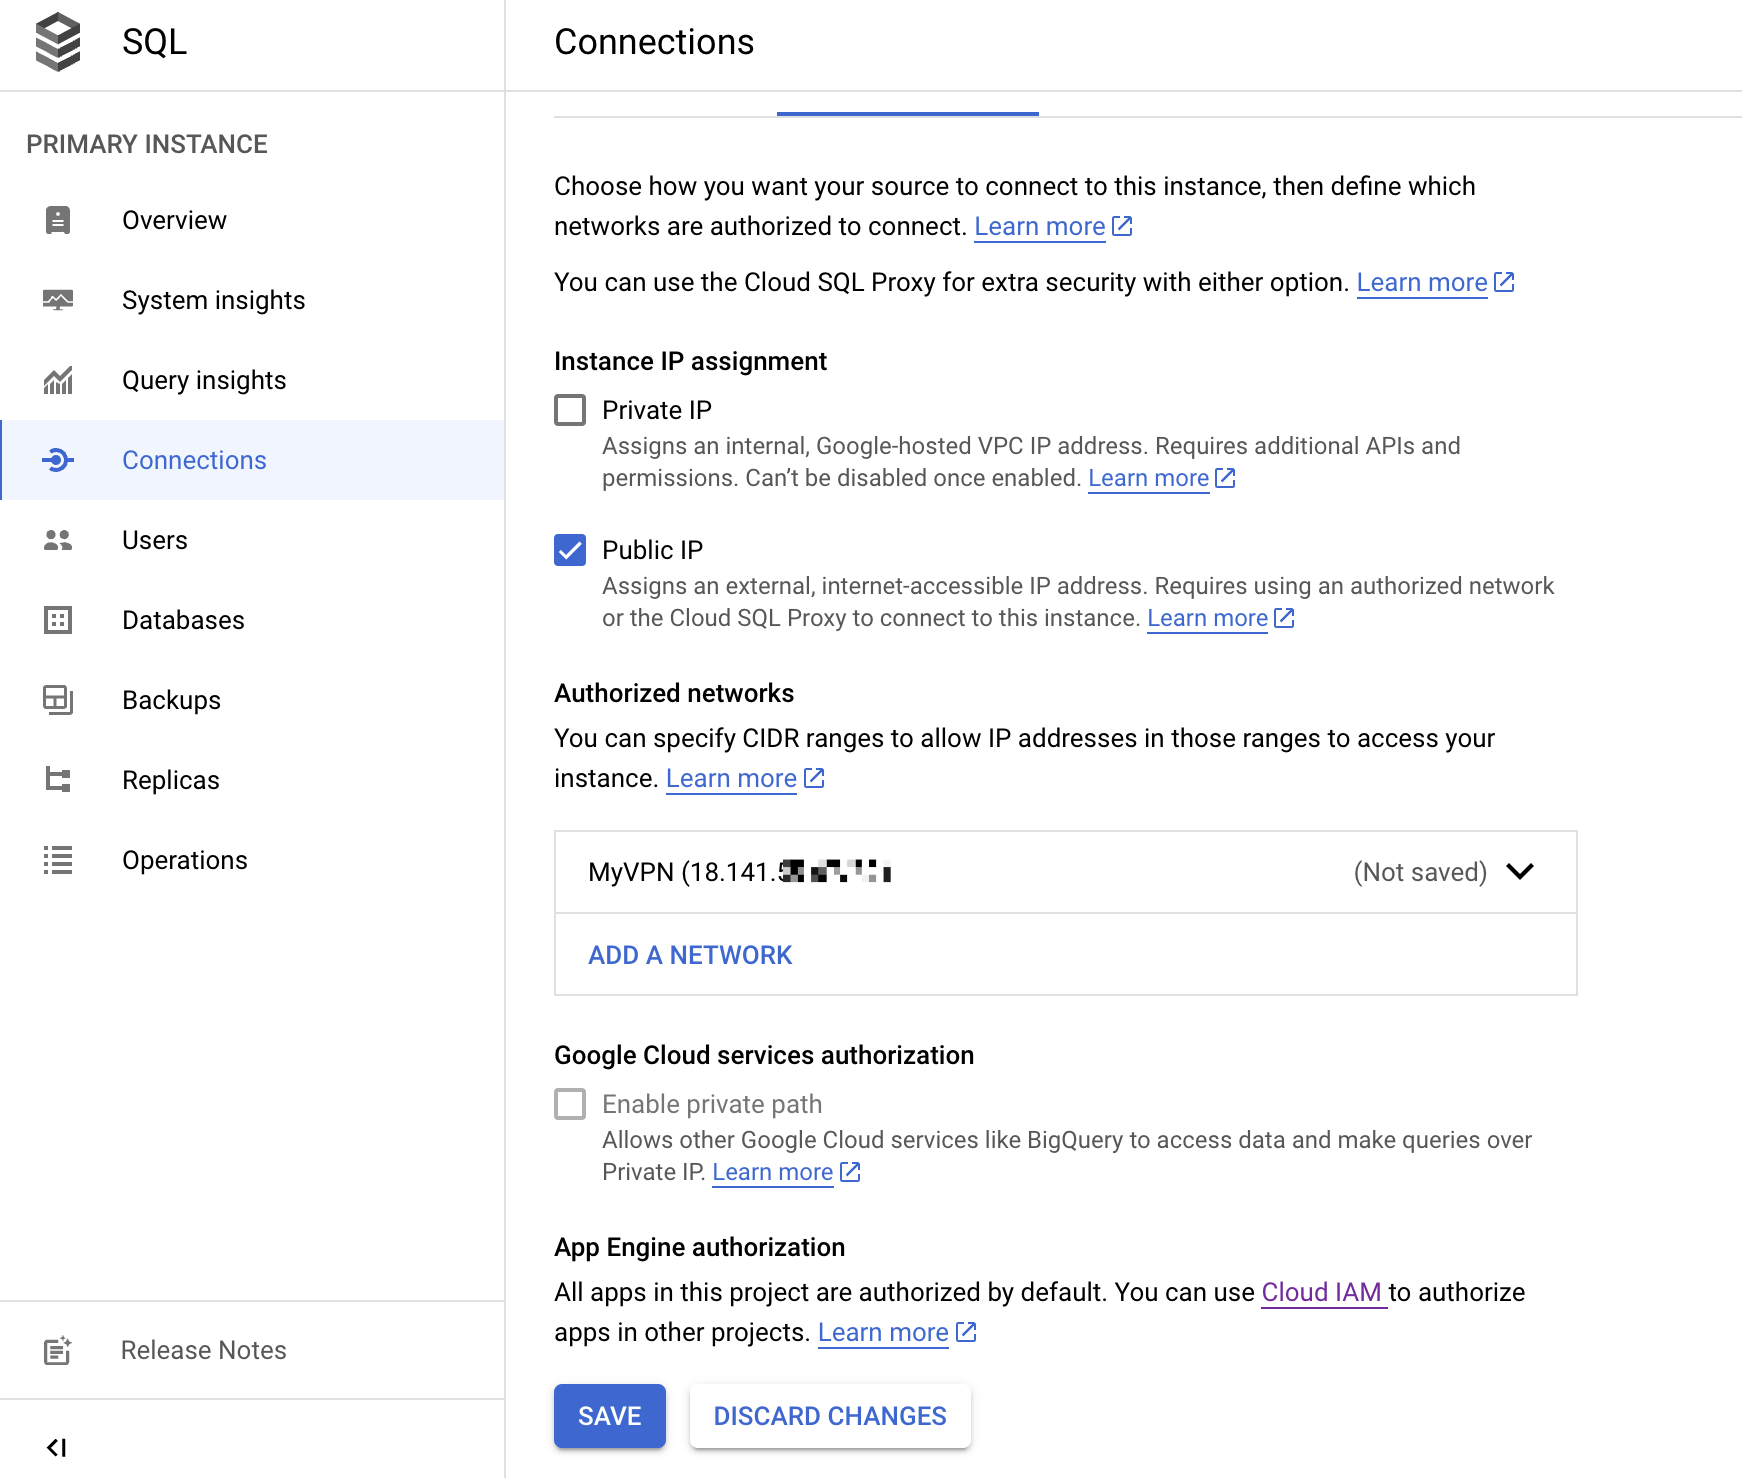 SQL
Connections
PRIMARY INSTANCE
Overview
System insights
Query insights
Connections
Users
Databases
Backups
Replicas
Operations
Release Notes
Choose how you want your source to connect to this instance, then define which
networks are authorized to connect. Learn more
You can use the Cloud SQL Proxy for extra security with either option. Learn more
Instance IP assignment
Private IP
Assigns an internal, Google-hosted VPC IP address. Requires additional APIs and
permissions. Can’t be disabled once enabled. Learn more
Public IP
Assigns an external, internet-accessible IP address. Requires using an authorized network
or the Cloud SQL Proxy to connect to this instance. Learn more
Authorized networks
You can specify CIDR ranges to allow IP addresses in those ranges to access your
instance. Learn more
MyVPN (18.141. (Not saved)
ADD A NETWORK
Google Cloud services authorization
Enable private path
Allows other Google Cloud services like BigQuery to access data and make queries over
Private IP. Learn more
App Engine authorization
All apps in this project are authorized by default. You can use Cloud IAM to authorize
apps in other projects. Learn more
SAVE
DISCARD CHANGES